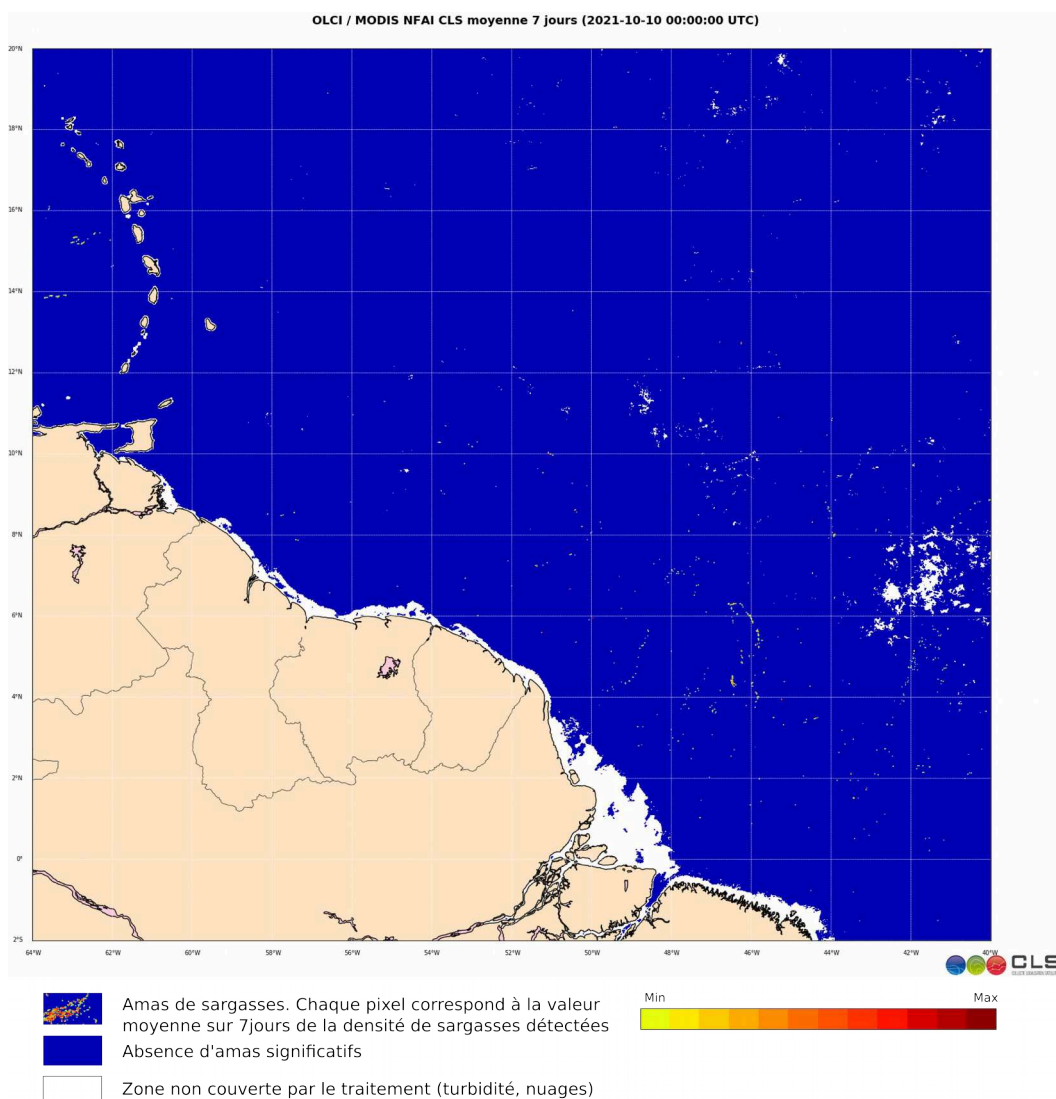 OLCI / MODIS NFAI CLS moyenne 7 jours (2021-10-10 00:00:00 UTC)
20°N
18°N
16°N
14°N
12°N
10°N
8°N
6°N
4°N
2°N
0°
2°S
64°W 62°W 60°W 58°W 56°W 54°W 52°W 50°W 48°W 46°W 44°W 42°W 40°W
CLS
Amas de sargasses. Chaque pixel correspond à la valeur
moyenne sur 7jours de la densité de sargasses détectées
Min Max
Absence d'amas significatifs
Zone non couverte par le traitement (turbidité, nuages)